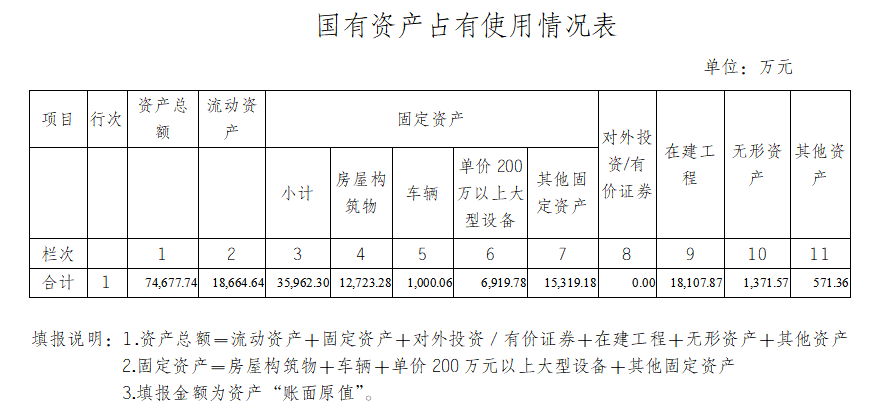 国有资产占有使用情况表
单位：万元
项目 行次 资产总额 流动资产 固定资产 对外投资/有价证券 在建工程 无形资产 其他资产
小计 房屋构筑物 车辆 单价 200 万以上大型设备 其他固定资产
栏次 1 2 3 4 5 6 7 8 9 10 11
合计 1 74,677.74 18,664.64 35,962.30 12,723.28 1,000.06 6,919.78 15,319.18 0.00 18,107.87 1,371.57 571.36
填报说明：1.资产总额＝流动资产＋固定资产＋对外投资／有价证券＋在建工程＋无形资产＋其他资产
2.固定资产＝房屋构筑物＋车辆＋单价 200 万元以上大型设备＋其他固定资产
3.填报金额为资产“账面原值”。